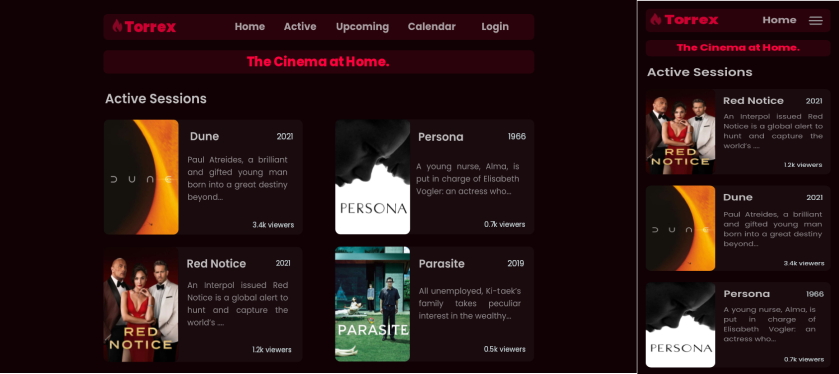 Torrex
Home Active Upcoming Calendar Login
The Cinema at Home.
Active Sessions
DUNE
Dune 2021
Paul Atreides, a brilliant
and gifted young man
born into a great destiny
beyond...
3.4k viewers
PERSONA
Persona 1966
A young nurse, Alma, is
put in charge of Elisabeth
Vogler: an actress who...
0.7k viewers
RED
NOTICE
Red Notice 2021
An Interpol issued Red
Notice is a global alert to
hunt and capture the
world's ....
1.2k viewers
PARASITE
Parasite 2019
All unemployed, Ki-taek's
family takes peculiar
interest in the wealthy...
0.5k viewers
Torrex
Home
The Cinema at Home.
Active Sessions
RED
NOTICE
Red Notice 2021
An Interpol issued Red
Notice is a global alert to
hunt and capture the
world's ....
1.2k viewers
DUNE
Dune 2021
Paul Atreides, a brilliant
and gifted young man
born into a great destiny
beyond...
3.4k viewers
PERSONA
Persona 1966
A young nurse, Alma, is
put in charge of
Elisabeth Vogler: an
actress who...
0.7k viewers